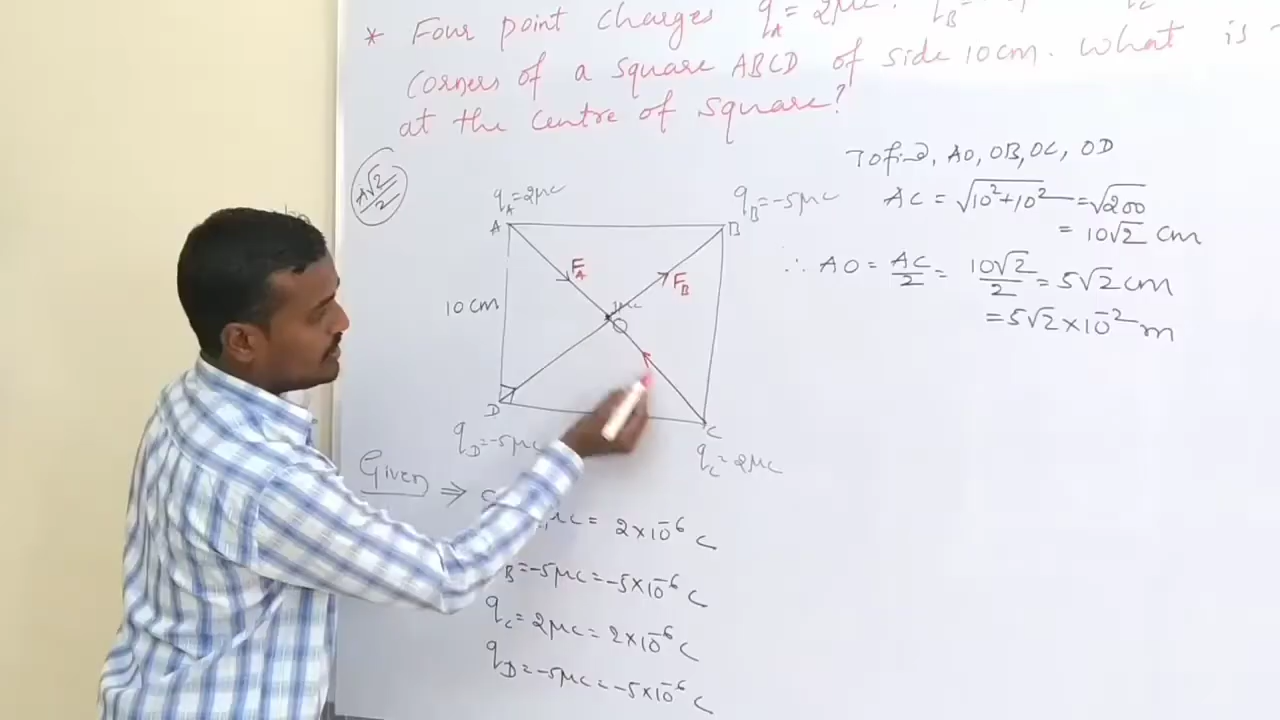 * Four point charges q_A = 2μC.
corners of a square ABCD of side 10cm. What is
at the centre of square?
To find, AO, OB, OC, OD
A√2/2
q_A = 2μC
q_B = -5μC
AC = √10²+10² = √200
= 10√2 cm
A
B
F_A
F_B
∴ AO = AC/2 = 10√2/2 = 5√2 cm
10cm
1μC
O
= 5√2 × 10⁻² m
D
C
q_D = -5μC
q_C = 2μC
Given ⇒
μC = 2×10⁻⁶ C
B = -5μC = -5×10⁻⁶ C
q_C = 2μC = 2×10⁻⁶ C
q_D = -5μC = -5×10⁻⁶ C